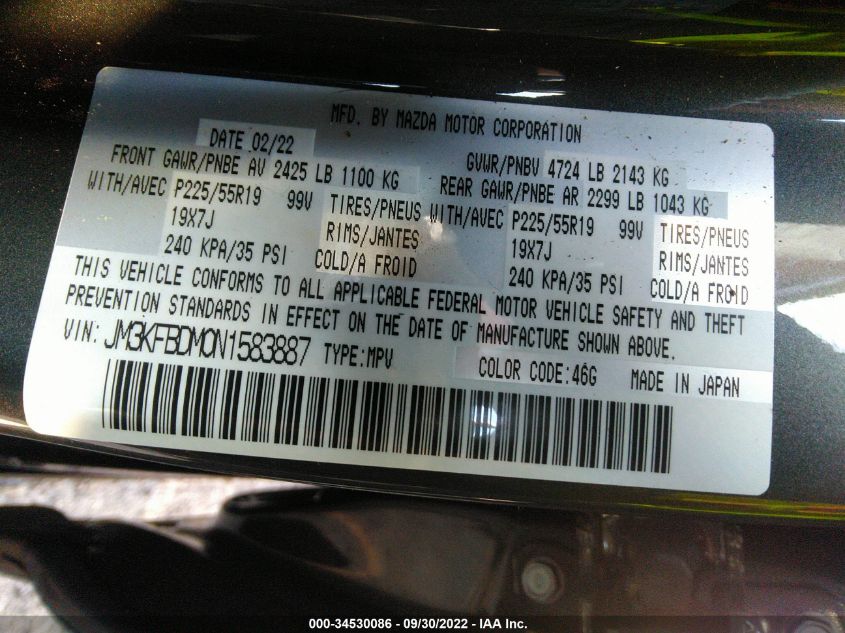 MFD. BY MAZDA MOTOR CORPORATION
DATE 02/22 GVWR/PNBV 4724 LB 2143 KG
FRONT GAWR/PNBE AV 2425 LB 1100 KG REAR GAWR/PNBE AR 2299 LB 1043 KG
WITH/AVEC P225/55R19 99V TIRES/PNEUS WITH/AVEC P225/55R19 99V TIRES/PNEUS
19X7J RIMS/JANTES 19X7J RIMS/JANTES
240 KPA/35 PSI COLD/A FROID 240 KPA/35 PSI COLD/A FROID
THIS VEHICLE CONFORMS TO ALL APPLICABLE FEDERAL MOTOR VEHICLE SAFETY AND THEFT
PREVENTION STANDARDS IN EFFECT ON THE DATE OF MANUFACTURE SHOWN ABOVE.
VIN: JM3KFBDM0N1583887 TYPE:MPV COLOR CODE:46G MADE IN JAPAN
000-34530086 - 09/30/2022 - IAA Inc.